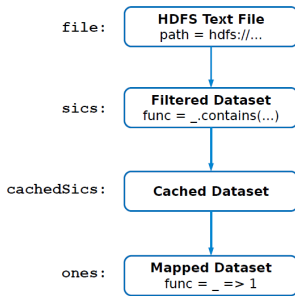 file:
HDFS Text File
path = hdfs://...
sics:
Filtered Dataset
func = _.contains(...)
cachedSics:
Cached Dataset
ones:
Mapped Dataset
func = _ => 1